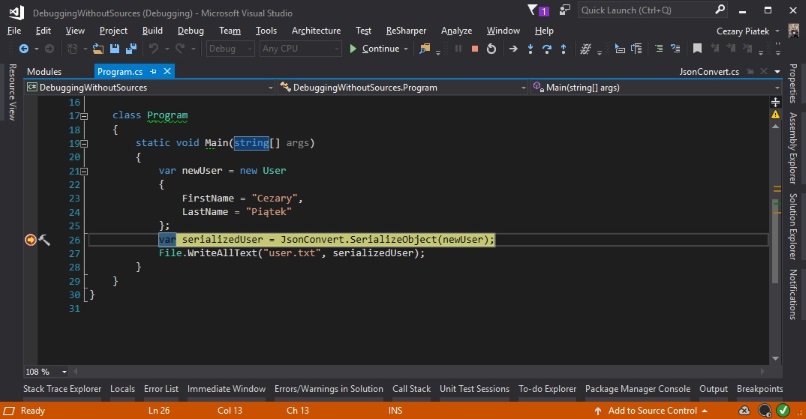 DebuggingWithoutSources (Debugging) - Microsoft Visual Studio
1
Quick Launch (Ctrl+Q)
File Edit View Project Build Debug Team Tools Architecture Test ReSharper Analyze Window Help
Cezary Piatek
Debug Any CPU Continue
Resource View
Modules Program.cs JsonConvert.cs
DebuggingWithoutSources DebuggingWithoutSources.Program Main(string[] args)
16
17 class Program
18 {
19 static void Main(string[] args)
20 {
21 var newUser = new User
22 {
23 FirstName = "Cezary",
24 LastName = "Piątek"
25 };
26 var serializedUser = JsonConvert.SerializeObject(newUser);
27 File.WriteAllText("user.txt", serializedUser);
28 }
29 }
30 }
31
Properties
Assembly Explorer
Solution Explorer
Notifications
108 %
Stack Trace Explorer Locals Error List Immediate Window Errors/Warnings in Solution Call Stack Unit Test Sessions To-do Explorer Package Manager Console Output Breakpoints
Ready Ln 26 Col 13 Ch 13 INS Add to Source Control